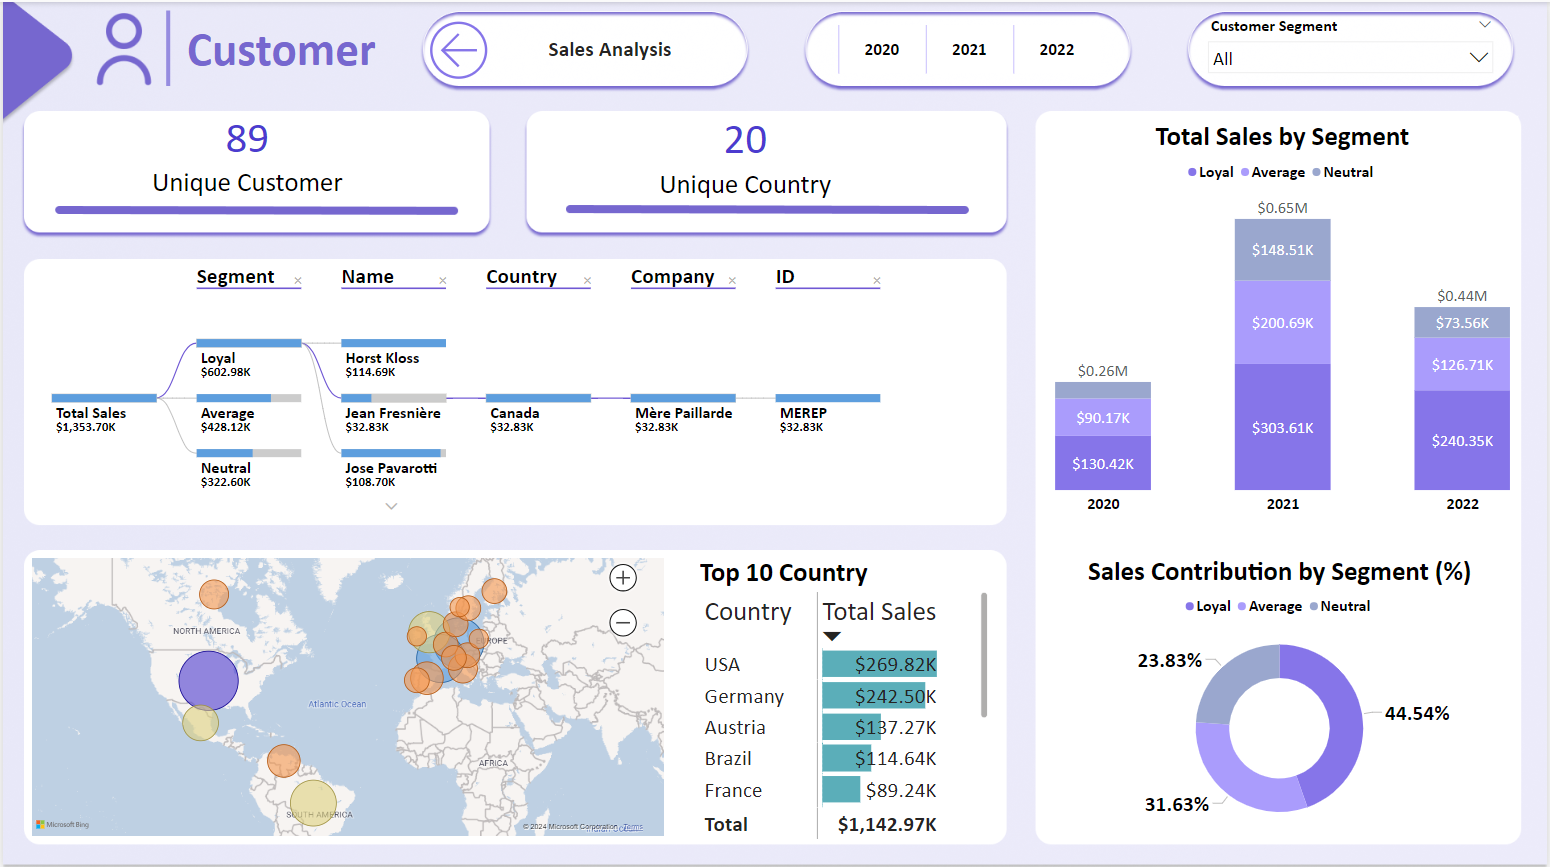 Customer
Sales Analysis
2020 2021 2022
Customer Segment
All
89
Unique Customer
20
Unique Country
Segment Name Country Company ID
Total Sales
$1,353.70K
Loyal
$602.98K
Average
$428.12K
Neutral
$322.60K
Horst Kloss
$114.69K
Jean Fresnière
$32.83K
Jose Pavarotti
$108.70K
Canada
$32.83K
Mère Paillarde
$32.83K
MEREP
$32.83K
Total Sales by Segment
Loyal Average Neutral
$0.26M
$90.17K
$130.42K
2020
$0.65M
$148.51K
$200.69K
$303.61K
2021
$0.44M
$73.56K
$126.71K
$240.35K
2022
NORTH AMERICA
EUROPE
Atlantic Ocean
AFRICA
SOUTH AMERICA
Microsoft Bing
© 2024 Microsoft Corporation Terms
Top 10 Country
Country Total Sales
USA $269.82K
Germany $242.50K
Austria $137.27K
Brazil $114.64K
France $89.24K
Total $1,142.97K
Sales Contribution by Segment (%)
Loyal Average Neutral
23.83%
44.54%
31.63%